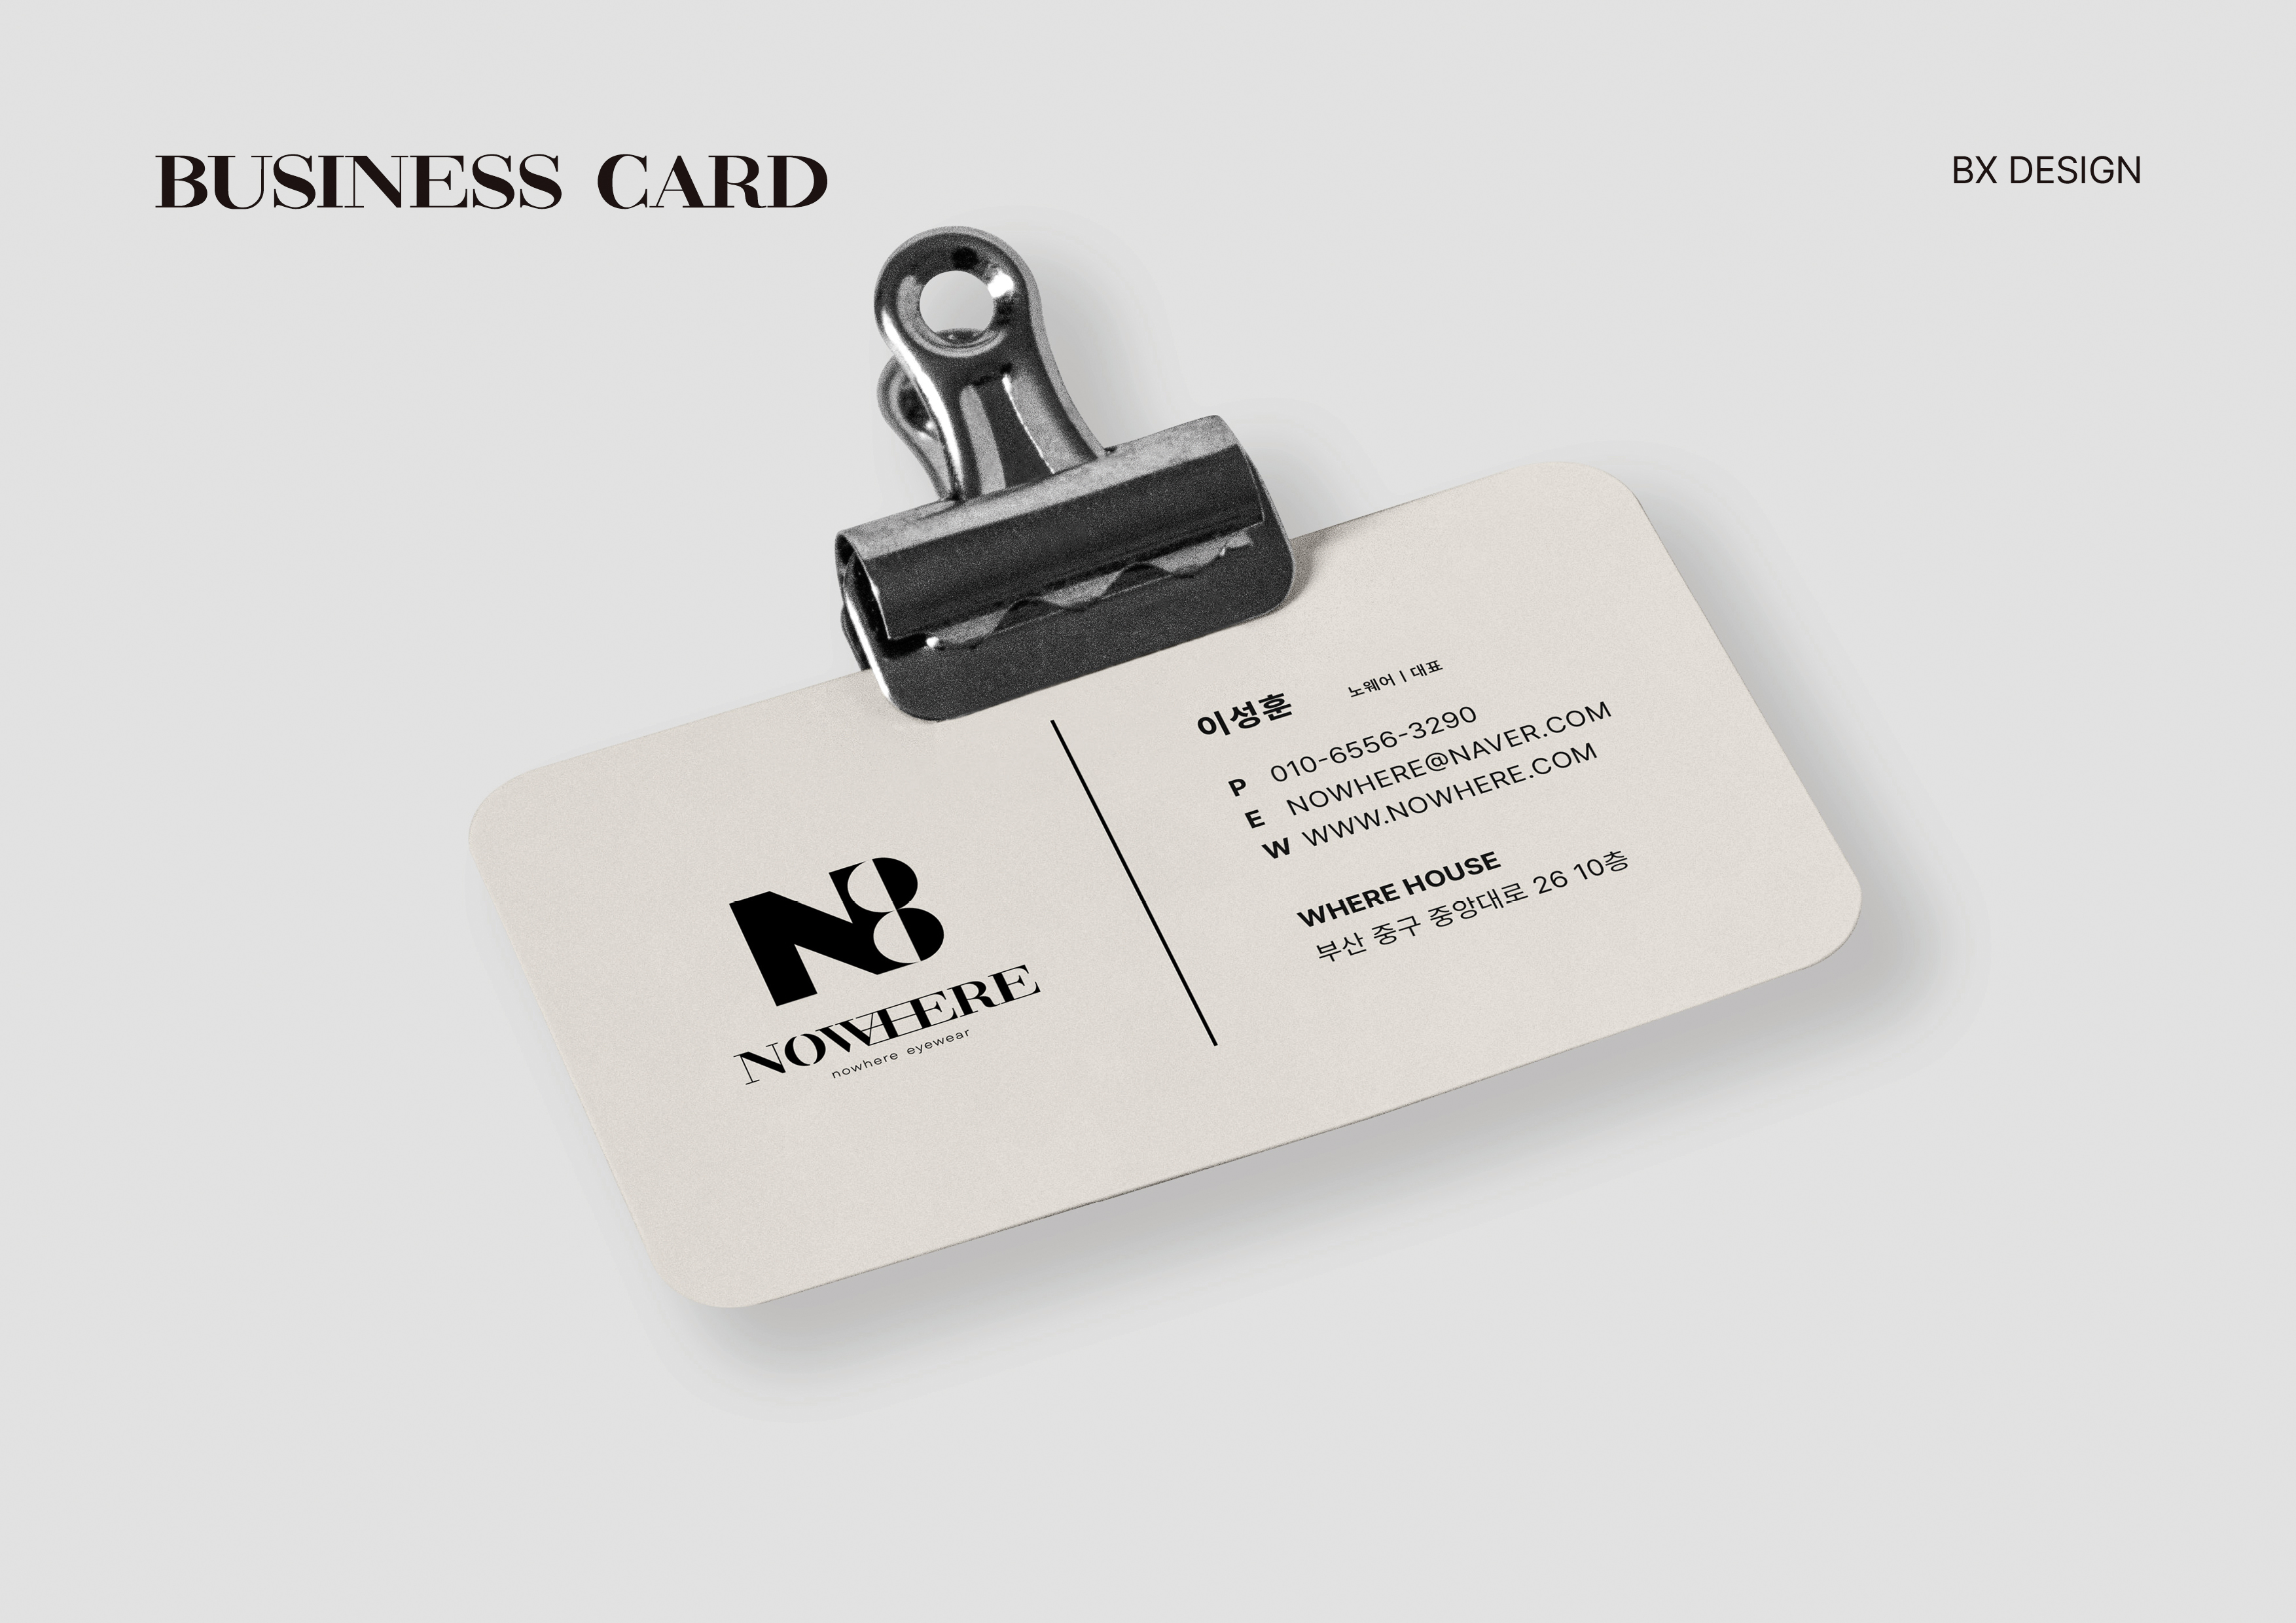 BUSINESS CARD
BX DESIGN
이성훈 노웨어 | 대표
P 010-6556-3290
E NOWHERE@NAVER.COM
W WWW.NOWHERE.COM
WHERE HOUSE
부산 중구 중앙대로 26 10층
N8
NOWHERE
nowhere eyewear